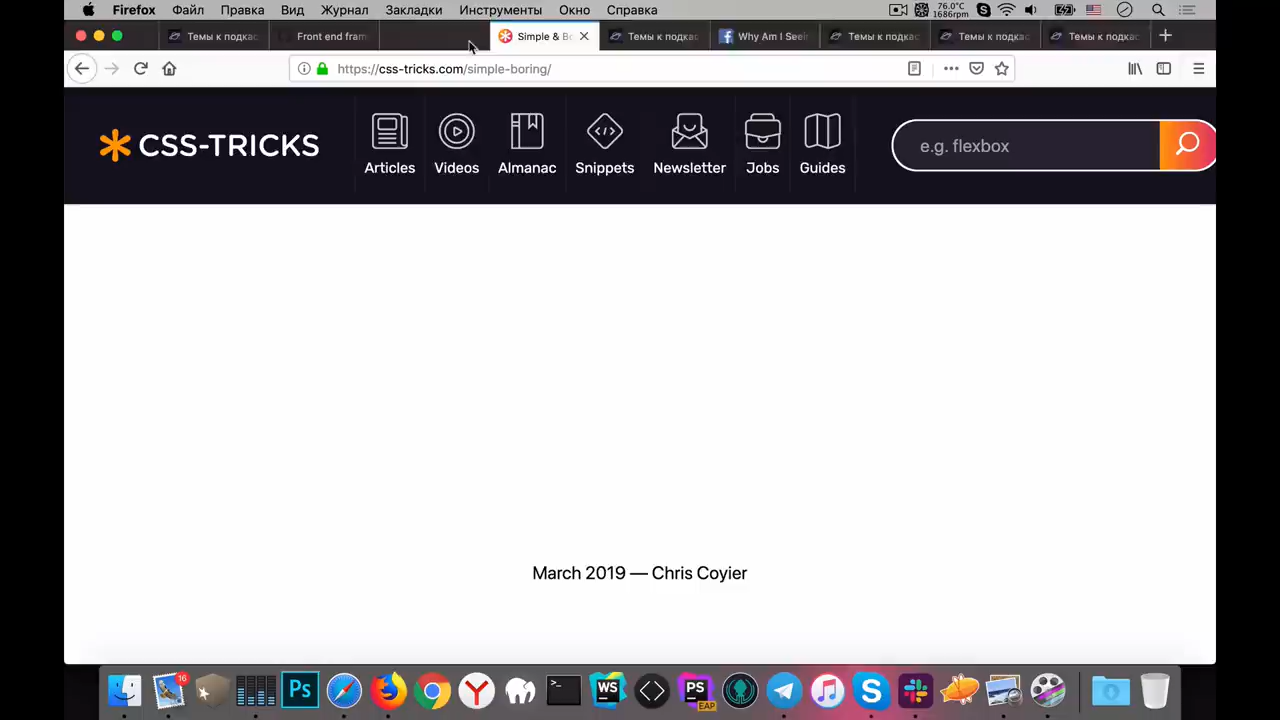 Firefox Файл Правка Вид Журнал Закладки Инструменты Окно Справка 76.0°C 1686rpm
Темы к подкас Front end fram Simple & Bo Темы к подкас Why Am I Seein Темы к подкас Темы к подкас Темы к подкас
https://css-tricks.com/simple-boring/
CSS-TRICKS
Articles Videos Almanac Snippets Newsletter Jobs Guides
e.g. flexbox
March 2019 — Chris Coyier
16 Ps WS PS EAP